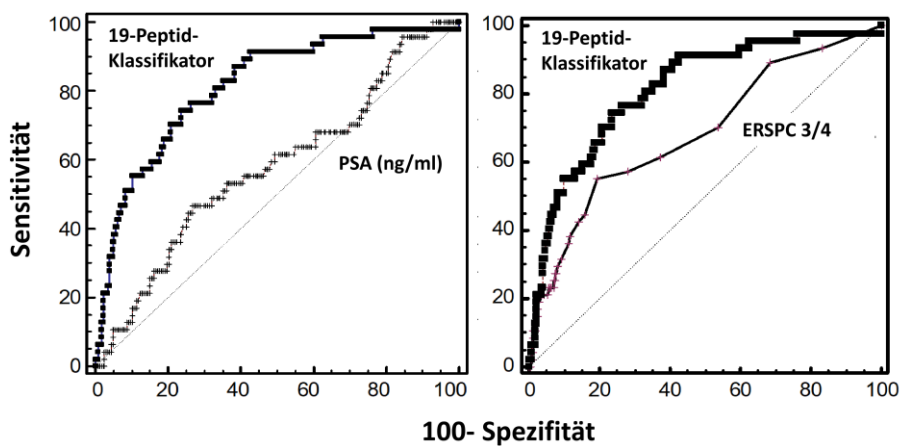 Sensitivität
100
80
60
40
20
0
19-Peptid-
Klassifikator
PSA (ng/ml)
0 20 40 60 80 100
100
80
60
40
20
0
19-Peptid-
Klassifikator
ERSPC 3/4
0 20 40 60 80 100
100- Spezifität